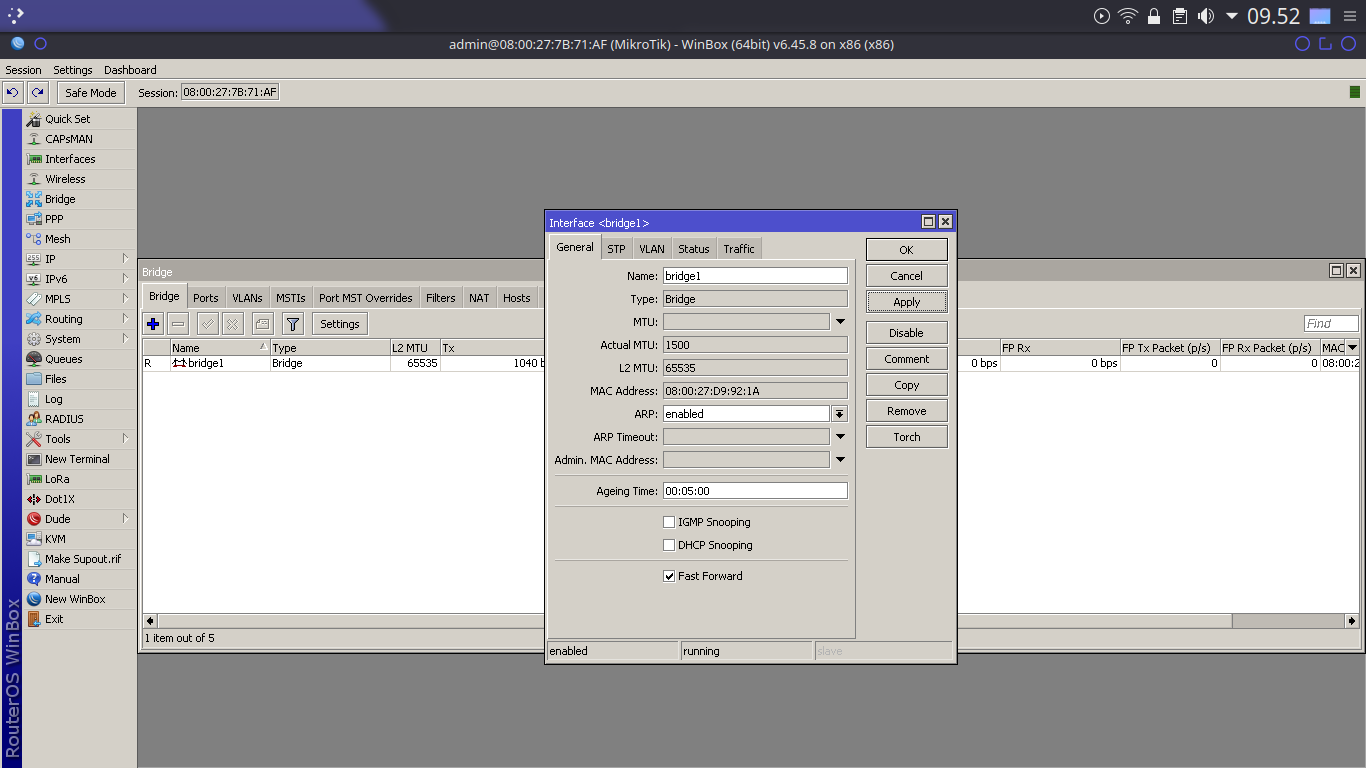 09.52
admin@08:00:27:7B:71:AF (MikroTik) - WinBox (64bit) v6.45.8 on x86 (x86)
Session Settings Dashboard
Safe Mode Session: 08:00:27:7B:71:AF
Quick Set
CAPsMAN
Interfaces
Wireless
Bridge
PPP
Mesh
IP
IPv6
MPLS
Routing
System
Queues
Files
Log
RADIUS
Tools
New Terminal
LoRa
Dot1X
Dude
KVM
Make Supout.rif
Manual
New WinBox
Exit
RouterOS WinBox
Bridge
Bridge Ports VLANs MSTIs Port MST Overrides Filters NAT Hosts
Settings
Find
Name Type L2 MTU Tx FP Rx FP Tx Packet (p/s) FP Rx Packet (p/s) MAC
R bridge1 Bridge 65535 1040 b 0 bps 0 bps 0 0 08:00:2
1 item out of 5
Interface <bridge1>
General STP VLAN Status Traffic
Name: bridge1
Type: Bridge
MTU:
Actual MTU: 1500
L2 MTU: 65535
MAC Address: 08:00:27:D9:92:1A
ARP: enabled
ARP Timeout:
Admin. MAC Address:
Ageing Time: 00:05:00
IGMP Snooping
DHCP Snooping
Fast Forward
OK
Cancel
Apply
Disable
Comment
Copy
Remove
Torch
enabled running slave